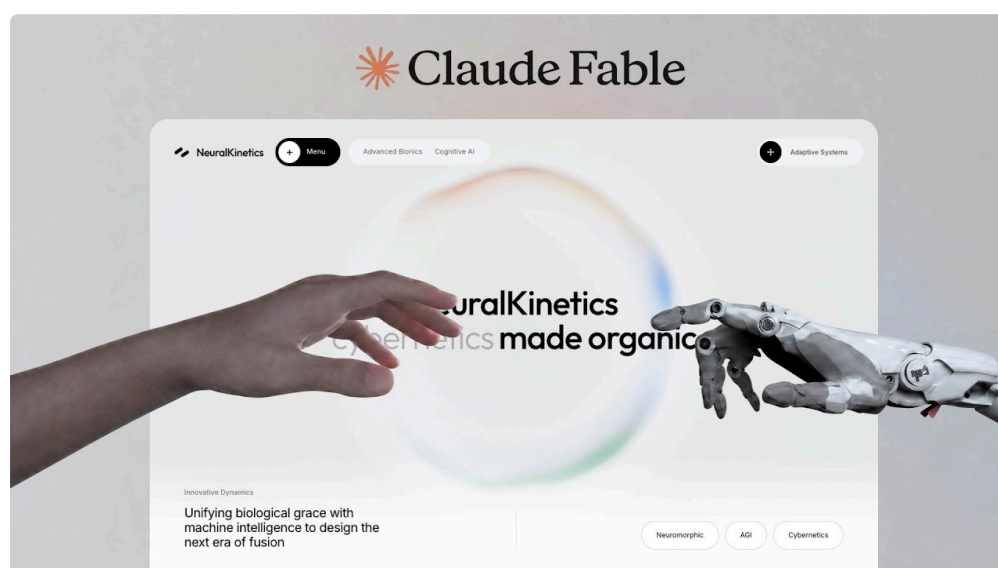 Claude Fable
NeuralKinetics
Menu
Advanced Bionics
Cognitive AI
Adaptive Systems
uralKinetics
cybernetics made organic
Innovative Dynamics
Unifying biological grace with
machine intelligence to design the
next era of fusion
Neuromorphic
AGI
Cybernetics